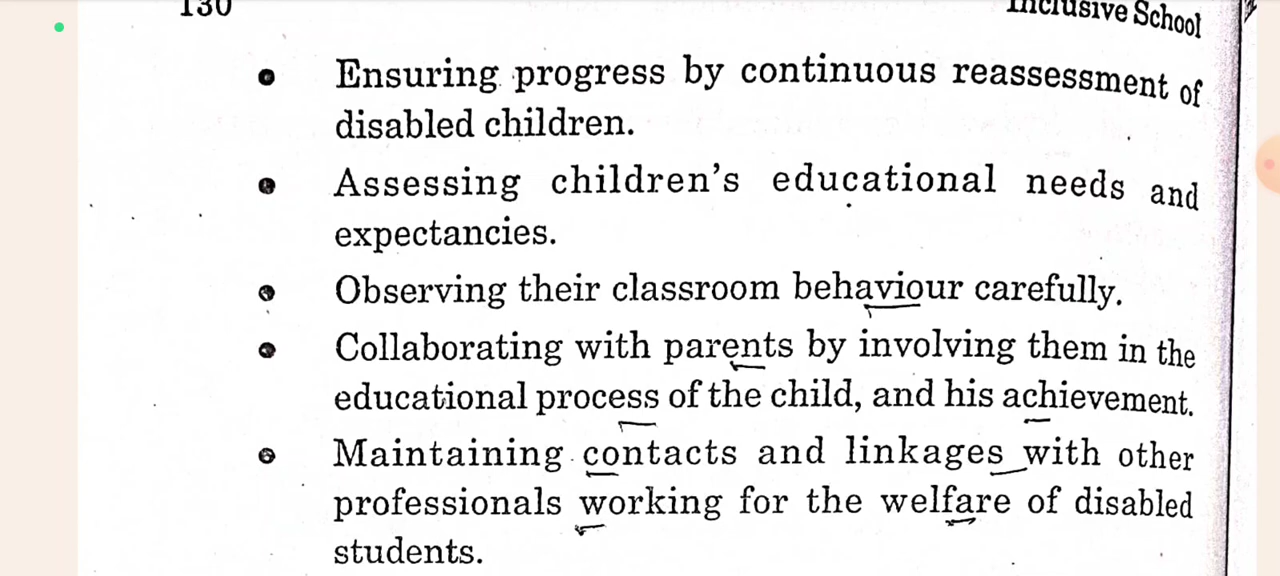 130
Inclusive School
• Ensuring progress by continuous reassessment of
disabled children.
• Assessing children's educational needs and
expectancies.
• Observing their classroom behaviour carefully.
• Collaborating with parents by involving them in the
educational process of the child, and his achievement.
• Maintaining contacts and linkages with other
professionals working for the welfare of disabled
students.